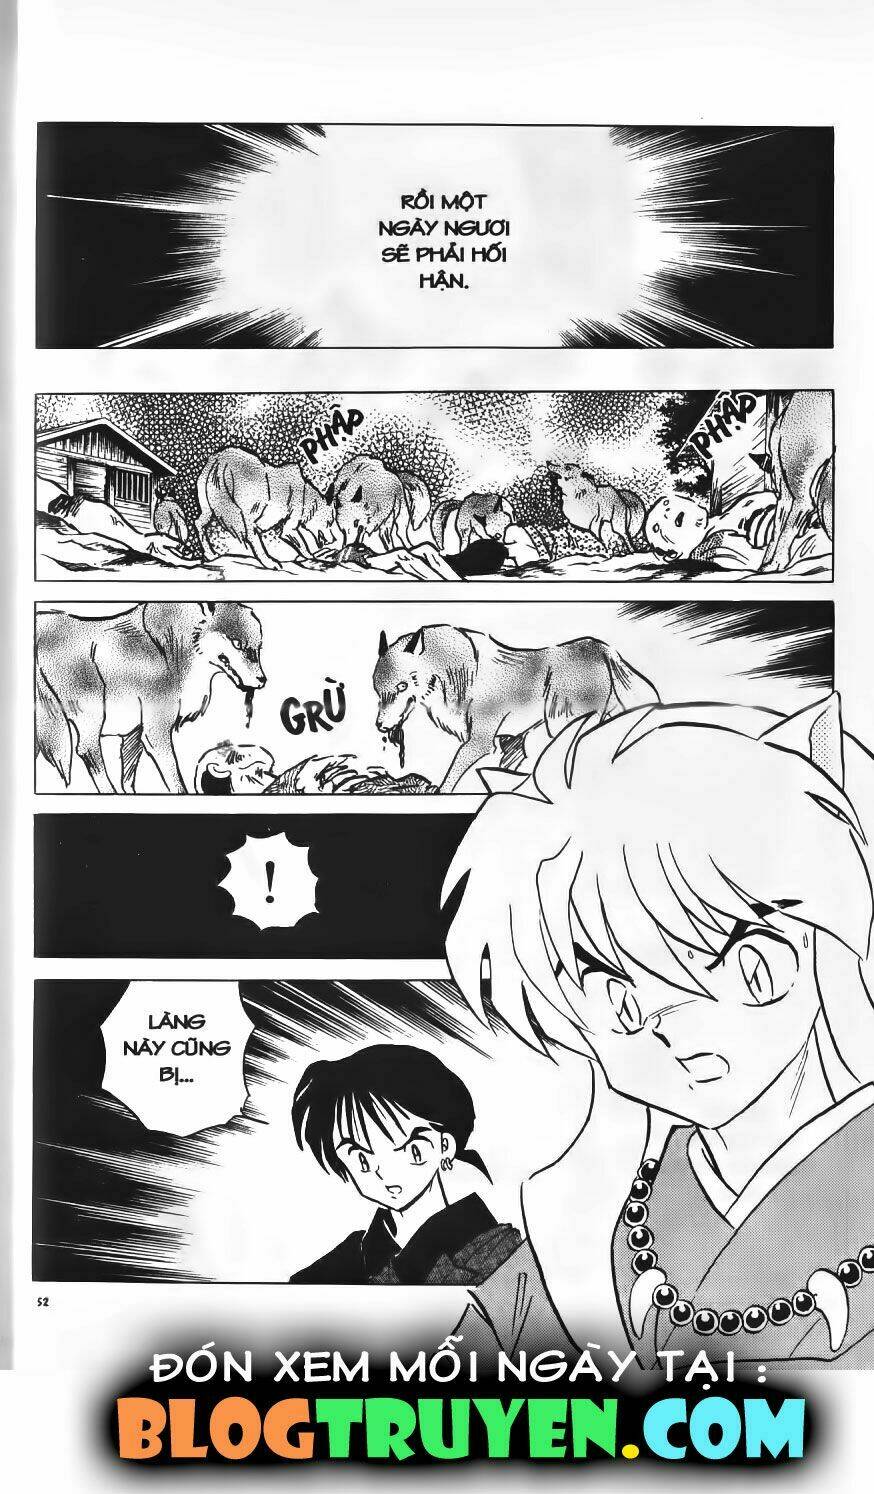 RỒI MỘT
NGÀY NGƯƠI
SẼ PHẢI HỐI
HẬN.
PHẬP
PHẬP
GRỪ
!
LÀNG
NÀY CŨNG
BỊ...
52
ĐÓN XEM MỖI NGÀY TẠI :
BLOGTRUYEN.COM